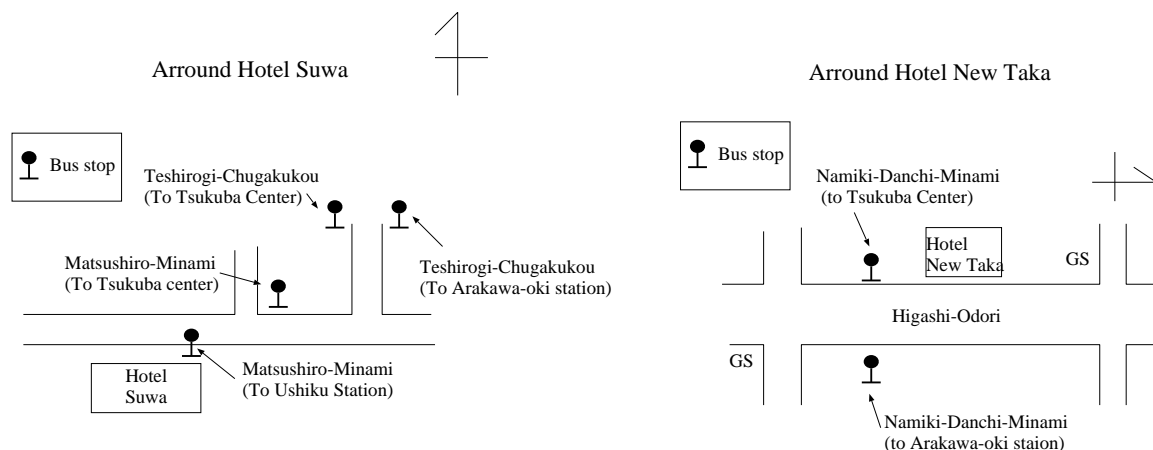 Arround Hotel Suwa
Bus stop
Teshirogi-Chugakukou
(To Tsukuba Center)
Matsushiro-Minami
(To Tsukuba center)
Teshirogi-Chugakukou
(To Arakawa-oki station)
Matsushiro-Minami
(To Ushiku Station)
Hotel
Suwa
Arround Hotel New Taka
Bus stop
Namiki-Danchi-Minami
(to Tsukuba Center)
Hotel
New Taka
GS
Higashi-Odori
GS
Namiki-Danchi-Minami
(to Arakawa-oki staion)